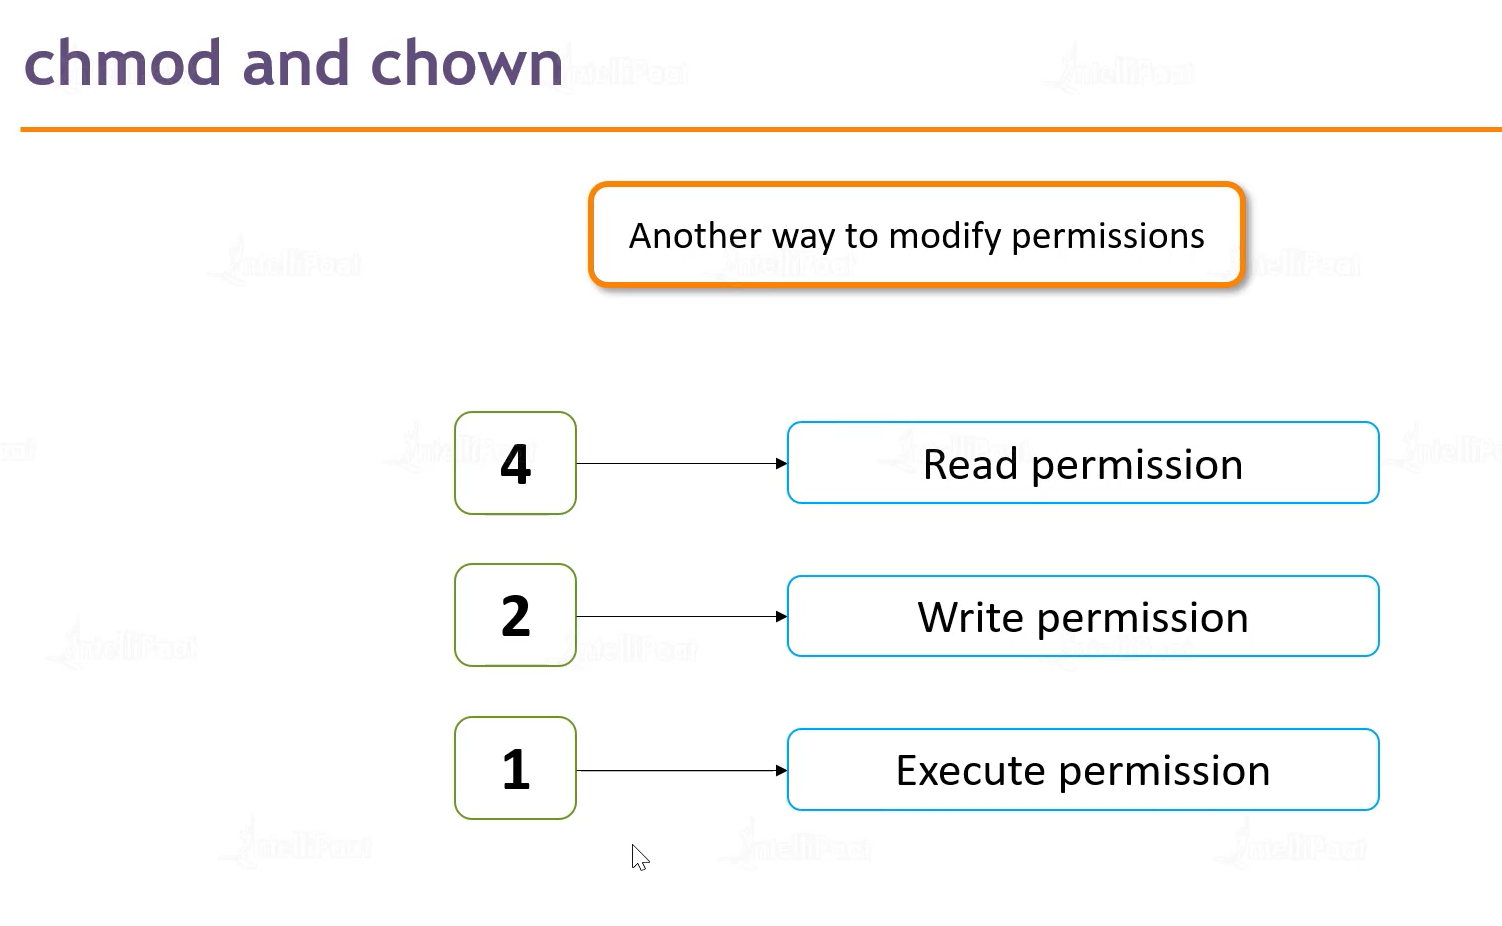 chmod and chown
Another way to modify permissions
4
Read permission
2
Write permission
1
Execute permission